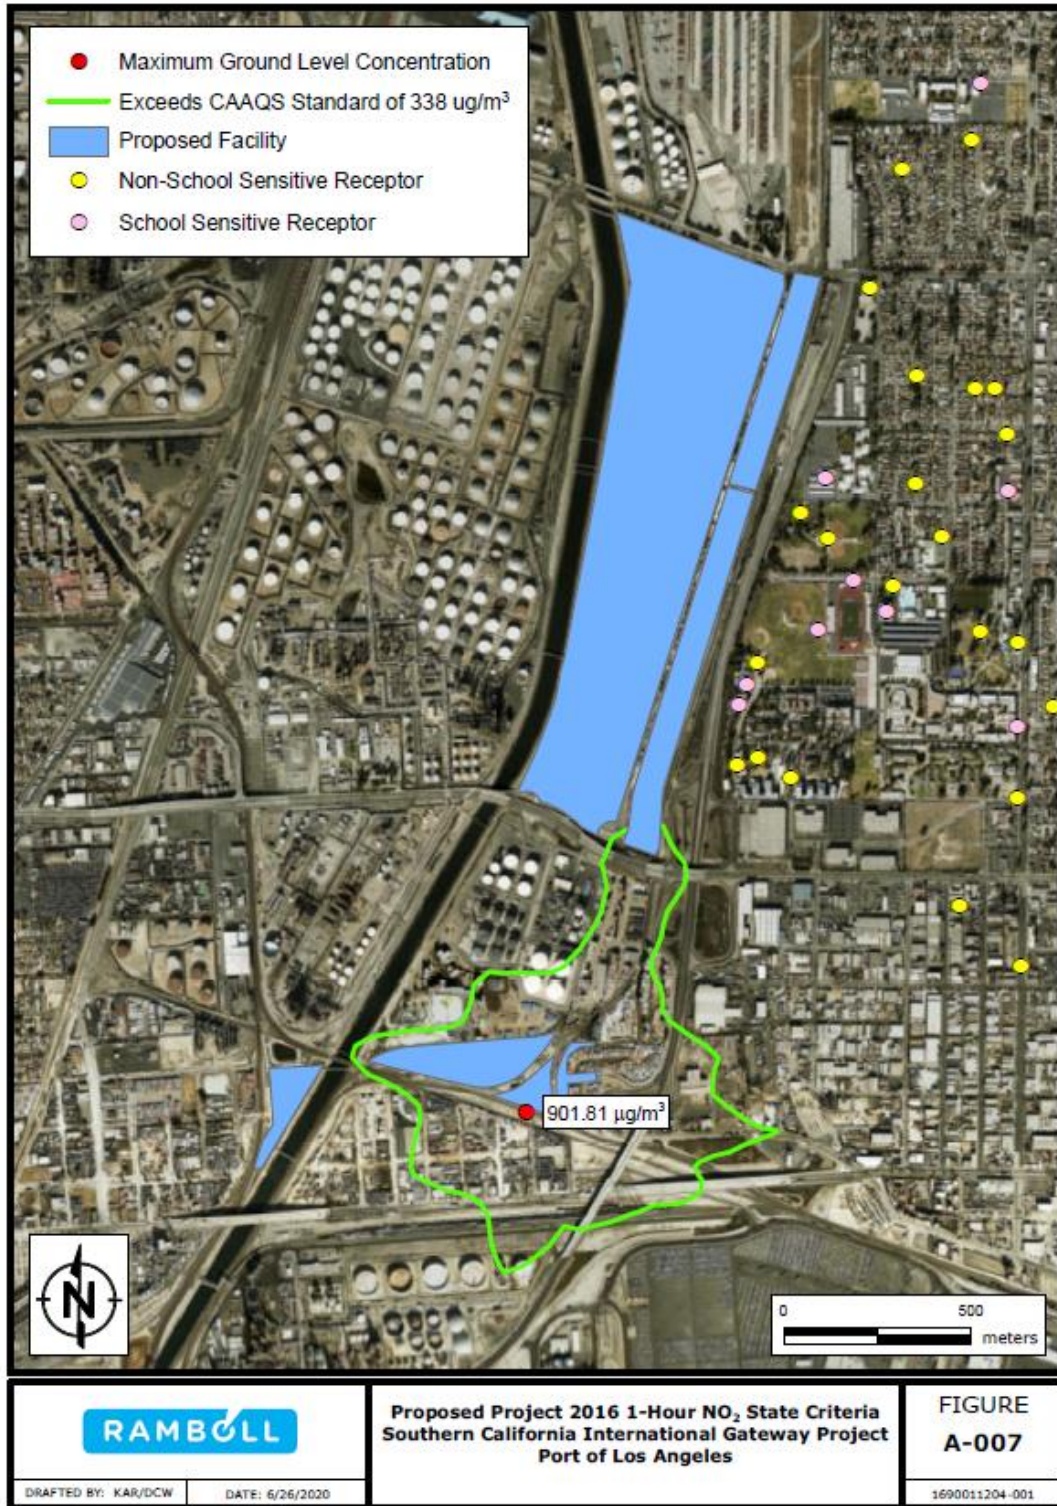 Maximum Ground Level Concentration
Exceeds CAAQS Standard of 338 ug/m³
Proposed Facility
Non-School Sensitive Receptor
School Sensitive Receptor
901.81 µg/m³
N
0 500
meters
RAMBOLL
DRAFTED BY: KAR/DCW DATE: 6/26/2020
Proposed Project 2016 1-Hour NO₂ State Criteria
Southern California International Gateway Project
Port of Los Angeles
FIGURE
A-007
1690011204-001